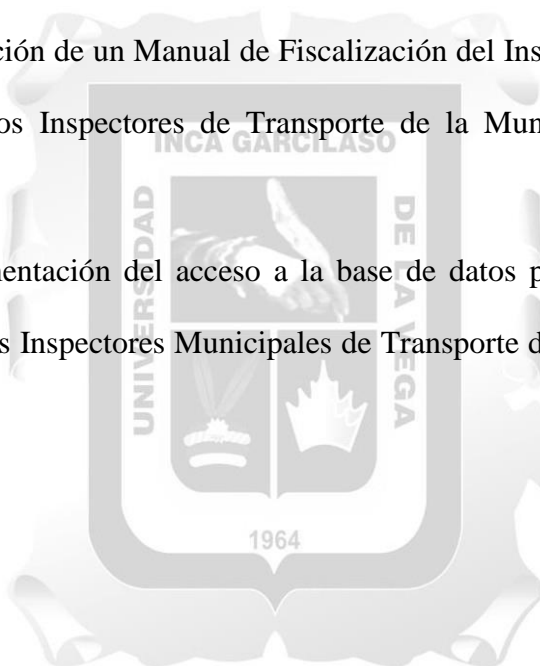 ción de un Manual de Fiscalización del Ins
os Inspectores de Transporte de la Mun
INCA GARCILASO
UNIVERSIDAD
DE LA VEGA
mentación del acceso a la base de datos p
s Inspectores Municipales de Transporte d
1964